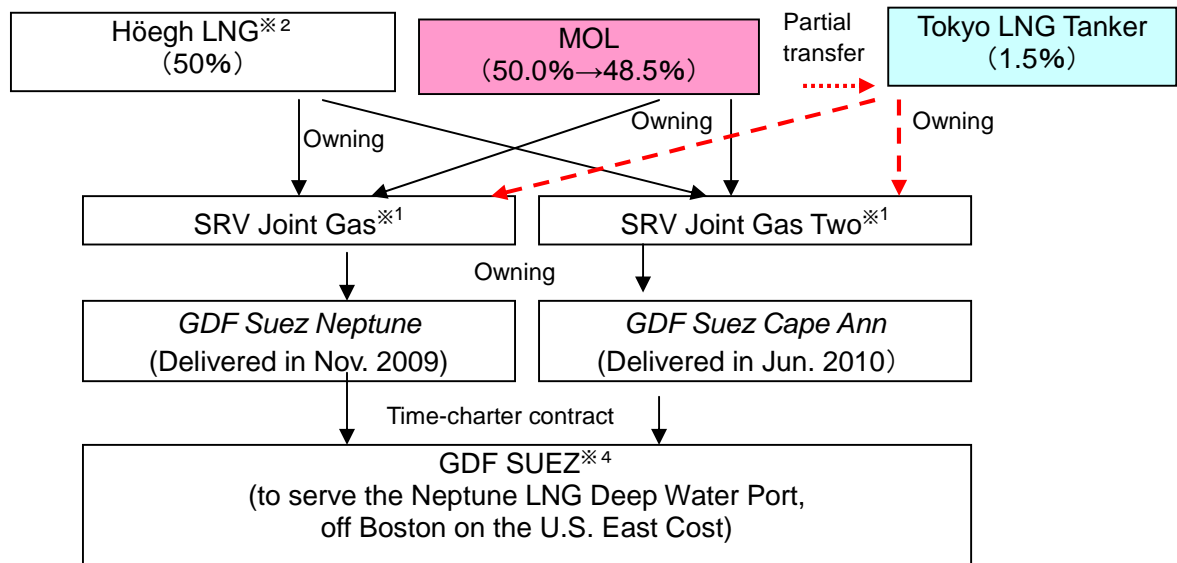 Höegh LNG※2
(50%)
MOL
(50.0%→48.5%)
Partial
transfer
Tokyo LNG Tanker
(1.5%)
Owning
Owning
Owning
SRV Joint Gas※1
SRV Joint Gas Two※1
Owning
GDF Suez Neptune
(Delivered in Nov. 2009)
GDF Suez Cape Ann
(Delivered in Jun. 2010)
Time-charter contract
GDF SUEZ※4
(to serve the Neptune LNG Deep Water Port,
off Boston on the U.S. East Cost)